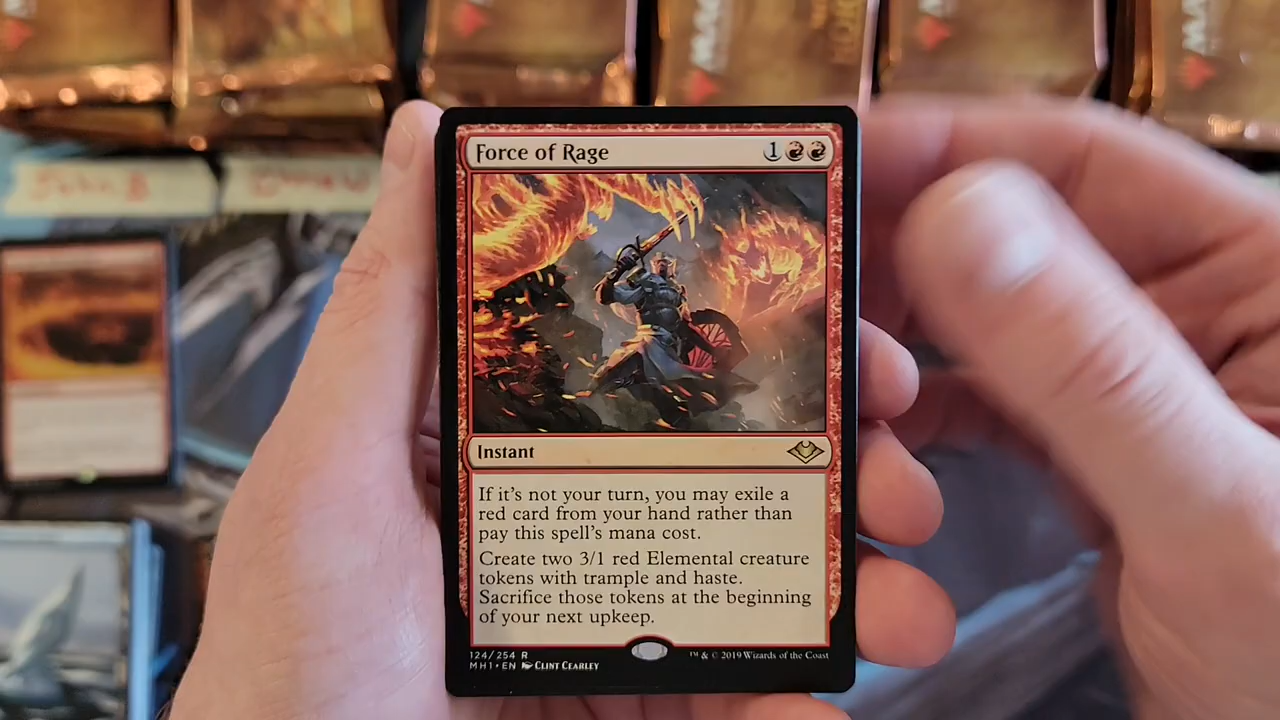 Force of Rage 1
Instant
If it's not your turn, you may exile a
red card from your hand rather than
pay this spell's mana cost.
Create two 3/1 red Elemental creature
tokens with trample and haste.
Sacrifice those tokens at the beginning
of your next upkeep.
124/254 R
MH1 • EN Clint Cearley
™ & © 2019 Wizards of the Coast
John B